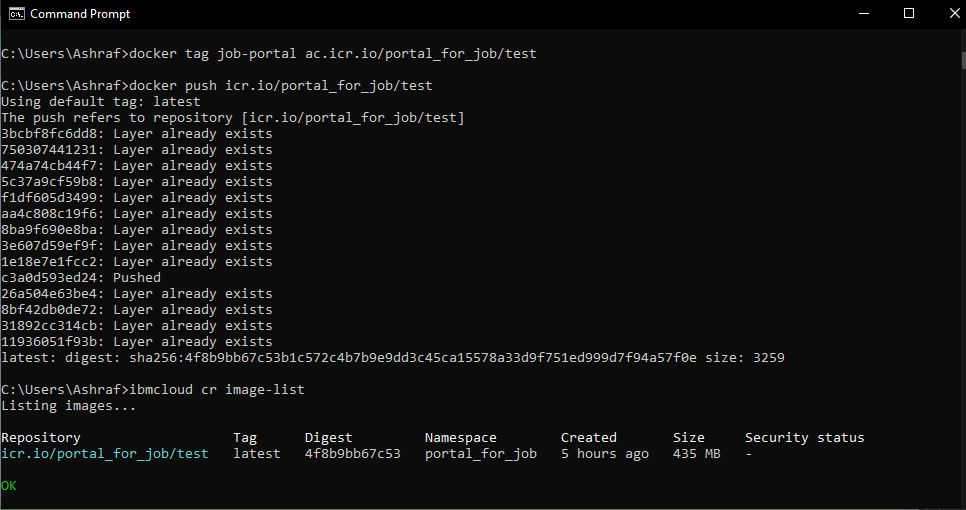 Command Prompt
C:\Users\Ashraf>docker tag job-portal ac.icr.io/portal_for_job/test
C:\Users\Ashraf>docker push icr.io/portal_for_job/test
Using default tag: latest
The push refers to repository [icr.io/portal_for_job/test]
3bcbf8fc6dd8: Layer already exists
750307441231: Layer already exists
474a74cb44f7: Layer already exists
5c37a9cf59b8: Layer already exists
f1df605d3499: Layer already exists
aa4c808c19f6: Layer already exists
8ba9f690e8ba: Layer already exists
3e607d59ef9f: Layer already exists
1e18e7e1fcc2: Layer already exists
c3a0d593ed24: Pushed
26a504e63be4: Layer already exists
8bf42db0de72: Layer already exists
31892cc314cb: Layer already exists
11936051f93b: Layer already exists
latest: digest: sha256:4f8b9bb67c53b1c572c4b7b9e9dd3c45ca15578a33d9f751ed999d7f94a57f0e size: 3259
C:\Users\Ashraf>ibmcloud cr image-list
Listing images...
Repository Tag Digest Namespace Created Size Security status
icr.io/portal_for_job/test latest 4f8b9bb67c53 portal_for_job 5 hours ago 435 MB -
OK